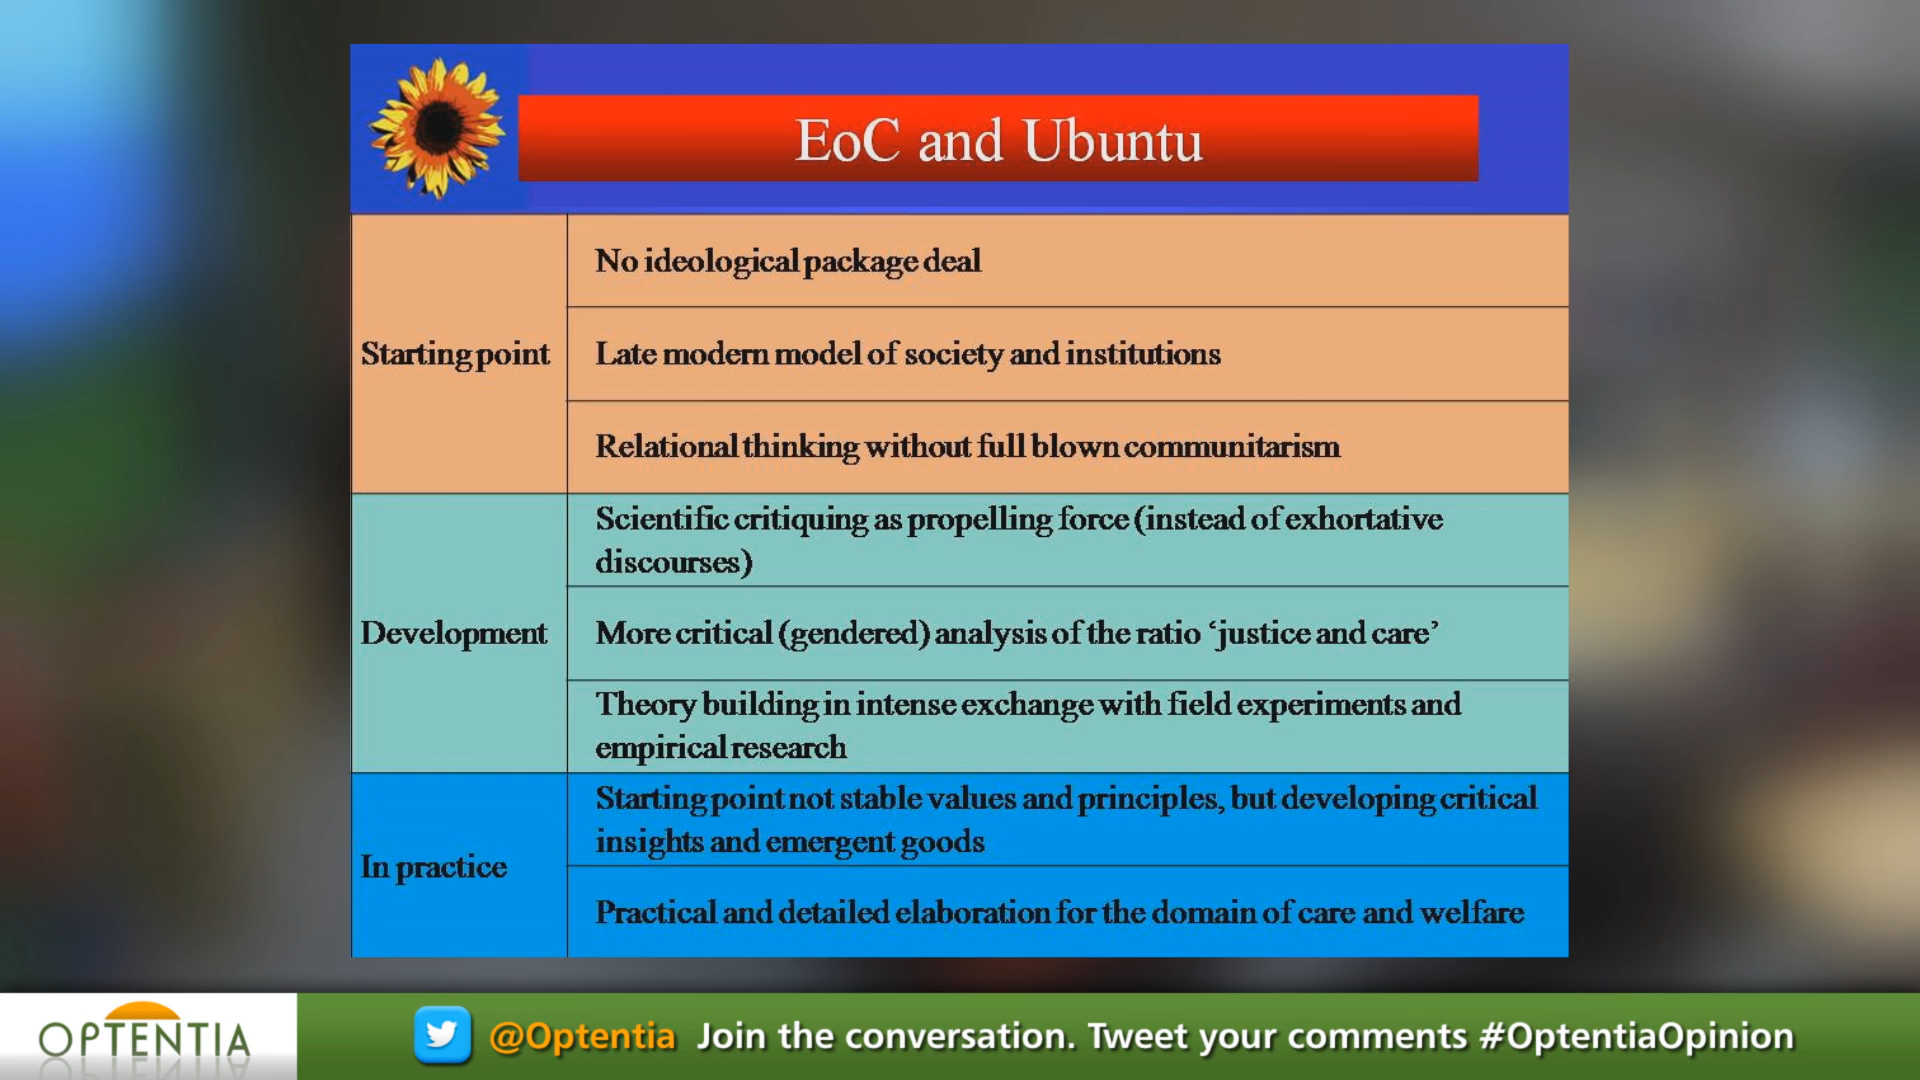 EoC and Ubuntu
Starting point
No ideological package deal
Late modern model of society and institutions
Relational thinking without full blown communitarism
Development
Scientific critiquing as propelling force (instead of exhortative
discourses)
More critical (gendered) analysis of the ratio ‘justice and care’
Theory building in intense exchange with field experiments and
empirical research
In practice
Starting point not stable values and principles, but developing critical
insights and emergent goods
Practical and detailed elaboration for the domain of care and welfare
OPTENTIA
@Optentia Join the conversation. Tweet your comments #OptentiaOpinion